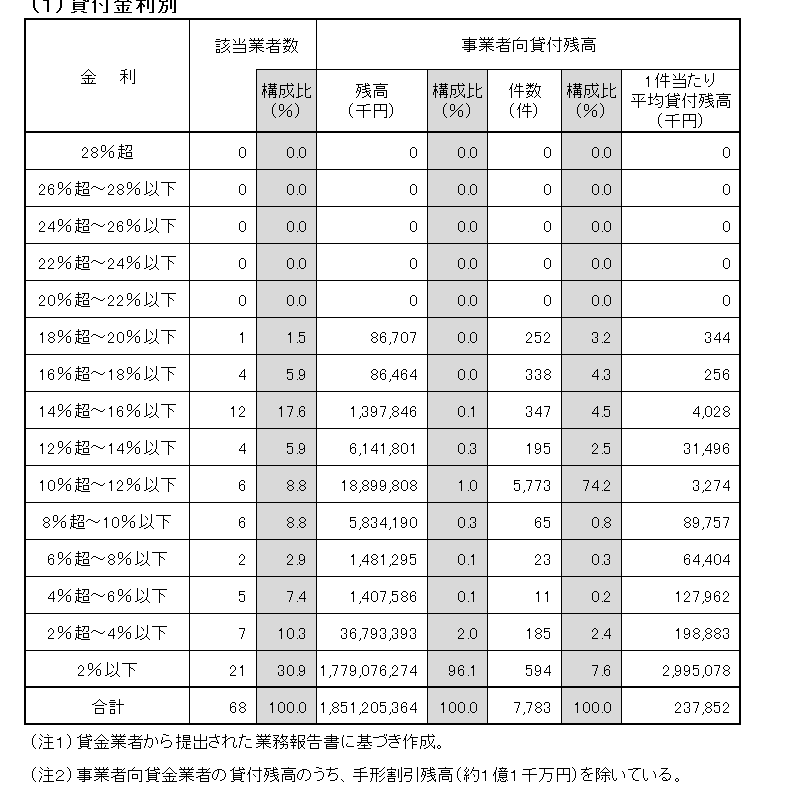 （１）貸付金利別
金　利 該当業者数 事業者向貸付残高
構成比（％） 残高（千円） 構成比（％） 件数（件） 構成比（％） 1件当たり平均貸付残高（千円）
28％超 0 0.0 0 0.0 0 0.0 0
26％超～28％以下 0 0.0 0 0.0 0 0.0 0
24％超～26％以下 0 0.0 0 0.0 0 0.0 0
22％超～24％以下 0 0.0 0 0.0 0 0.0 0
20％超～22％以下 0 0.0 0 0.0 0 0.0 0
18％超～20％以下 1 1.5 86,707 0.0 252 3.2 344
16％超～18％以下 4 5.9 86,464 0.0 338 4.3 256
14％超～16％以下 12 17.6 1,397,846 0.1 347 4.5 4,028
12％超～14％以下 4 5.9 6,141,801 0.3 195 2.5 31,496
10％超～12％以下 6 8.8 18,899,808 1.0 5,773 74.2 3,274
8％超～10％以下 6 8.8 5,834,190 0.3 65 0.8 89,757
6％超～8％以下 2 2.9 1,481,295 0.1 23 0.3 64,404
4％超～6％以下 5 7.4 1,407,586 0.1 11 0.2 127,962
2％超～4％以下 7 10.3 36,793,393 2.0 185 2.4 198,883
2％以下 21 30.9 1,779,076,274 96.1 594 7.6 2,995,078
合計 68 100.0 1,851,205,364 100.0 7,783 100.0 237,852
（注１）貸金業者から提出された業務報告書に基づき作成。
（注２）事業者向貸金業者の貸付残高のうち、手形割引残高（約１億１千万円）を除いている。